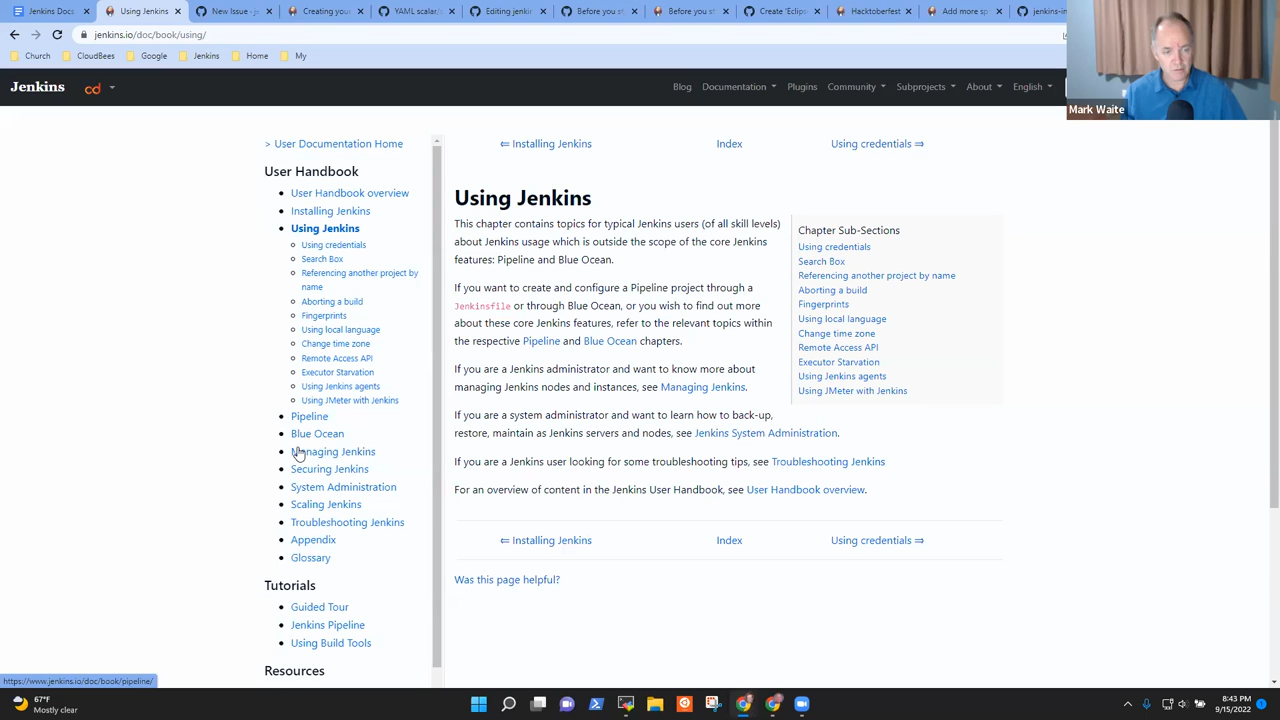 Jenkins Docs
Using Jenkins
New Issue · je
Creating your
YAML scalar
Editing jenkin
Before you st
Before you s
Create 'Eclips
Hacktoberfest
Add more sp
jenkins-in
jenkins.io/doc/book/using/
Church
CloudBees
Google
Jenkins
Home
My
Jenkins
cd
Blog
Documentation
Plugins
Community
Subprojects
About
English
Mark Waite
> User Documentation Home
User Handbook
User Handbook overview
Installing Jenkins
Using Jenkins
Using credentials
Search Box
Referencing another project by
name
Aborting a build
Fingerprints
Using local language
Change time zone
Remote Access API
Executor Starvation
Using Jenkins agents
Using JMeter with Jenkins
Pipeline
Blue Ocean
Managing Jenkins
Securing Jenkins
System Administration
Scaling Jenkins
Troubleshooting Jenkins
Appendix
Glossary
Tutorials
Guided Tour
Jenkins Pipeline
Using Build Tools
Resources
⇐ Installing Jenkins
Index
Using credentials ⇒
Using Jenkins
This chapter contains topics for typical Jenkins users (of all skill levels)
about Jenkins usage which is outside the scope of the core Jenkins
features: Pipeline and Blue Ocean.
If you want to create and configure a Pipeline project through a
Jenkinsfile or through Blue Ocean, or you wish to find out more
about these core Jenkins features, refer to the relevant topics within
the respective Pipeline and Blue Ocean chapters.
If you are a Jenkins administrator and want to know more about
managing Jenkins nodes and instances, see Managing Jenkins.
If you are a system administrator and want to learn how to back-up,
restore, maintain as Jenkins servers and nodes, see Jenkins System Administration.
If you are a Jenkins user looking for some troubleshooting tips, see Troubleshooting Jenkins
For an overview of content in the Jenkins User Handbook, see User Handbook overview.
Chapter Sub-Sections
Using credentials
Search Box
Referencing another project by name
Aborting a build
Fingerprints
Using local language
Change time zone
Remote Access API
Executor Starvation
Using Jenkins agents
Using JMeter with Jenkins
⇐ Installing Jenkins
Index
Using credentials ⇒
Was this page helpful?
https://www.jenkins.io/doc/book/pipeline/
67°F
Mostly clear
8:43 PM
9/15/2022